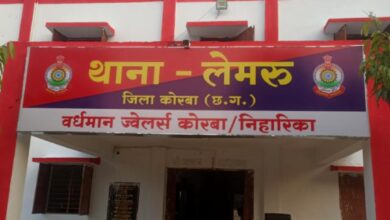 थाना - लेमरू
जिला कोरबा (छ.ग.)
वर्धमान ज्वेलर्स कोरबा/निहारिका